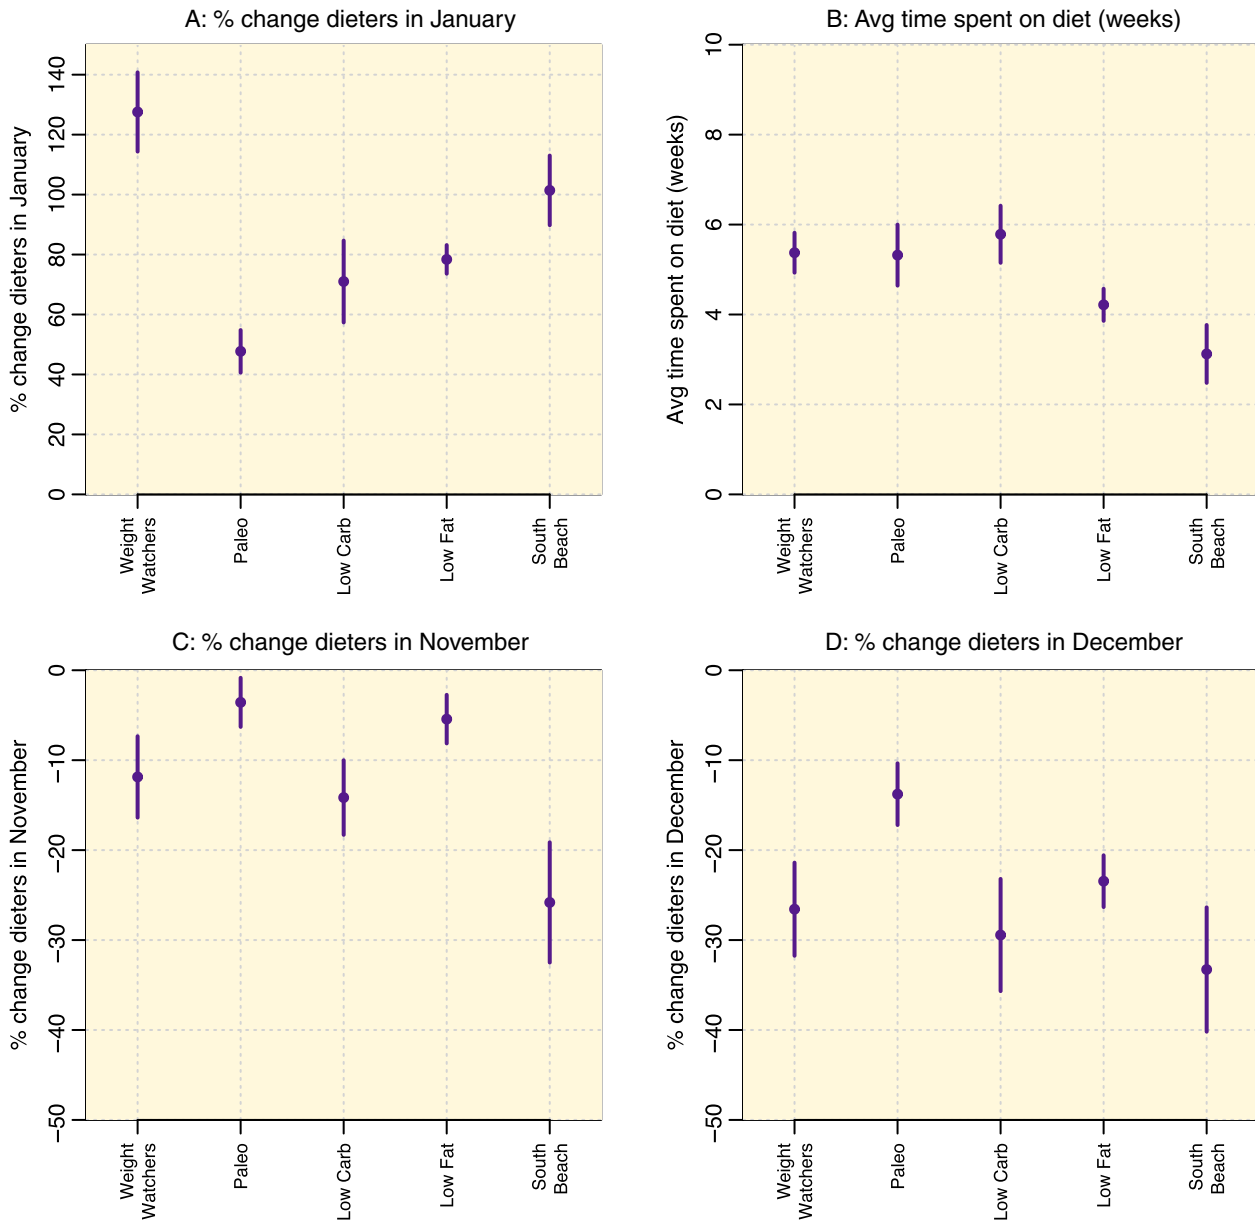 A: % change dieters in January
% change dieters in January
0
20
40
60
80
100
120
140
Weight
Watchers
Paleo
Low Carb
Low Fat
South
Beach
B: Avg time spent on diet (weeks)
Avg time spent on diet (weeks)
0
2
4
6
8
10
Weight
Watchers
Paleo
Low Carb
Low Fat
South
Beach
C: % change dieters in November
% change dieters in November
−50
−40
−30
−20
−10
0
Weight
Watchers
Paleo
Low Carb
Low Fat
South
Beach
D: % change dieters in December
% change dieters in December
−50
−40
−30
−20
−10
0
Weight
Watchers
Paleo
Low Carb
Low Fat
South
Beach